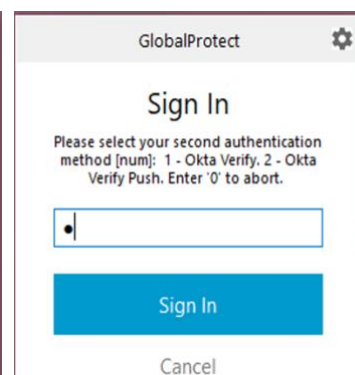 GlobalProtect
Sign In
Please select your second authentication
method [num]: 1 - Okta Verify. 2 - Okta
Verify Push. Enter '0' to abort.
Sign In
Cancel